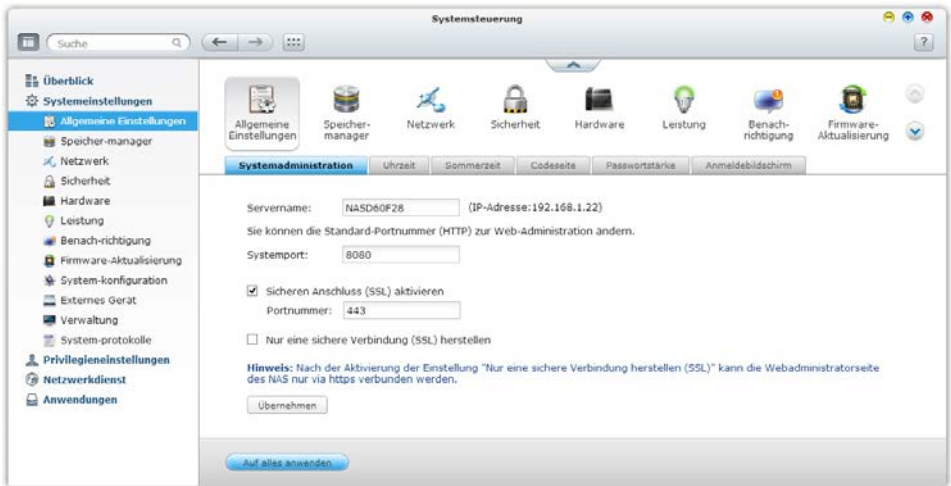 Systemsteuerung
Suche
?
Überblick
Systemeinstellungen
Allgemeine Einstellungen
Speicher-manager
Netzwerk
Sicherheit
Hardware
Leistung
Benach-richtigung
Firmware-Aktualisierung
System-konfiguration
Externes Gerät
Verwaltung
System-protokolle
Privilegieneinstellungen
Netzwerkdienst
Anwendungen
Allgemeine
Einstellungen
Speicher-
manager
Netzwerk
Sicherheit
Hardware
Leistung
Benach-
richtigung
Firmware-
Aktualisierung
Systemadministration
Uhrzeit
Sommerzeit
Codeseite
Passwortstärke
Anmeldebildschirm
Servername: NASD60F28 (IP-Adresse:192.168.1.22)
Sie können die Standard-Portnummer (HTTP) zur Web-Administration ändern.
Systemport: 8080
Sicheren Anschluss (SSL) aktivieren
Portnummer: 443
Nur eine sichere Verbindung (SSL) herstellen
Hinweis: Nach der Aktivierung der Einstellung "Nur eine sichere Verbindung herstellen (SSL)" kann die Webadministratorseite
des NAS nur via https verbunden werden.
Übernehmen
Auf alles anwenden